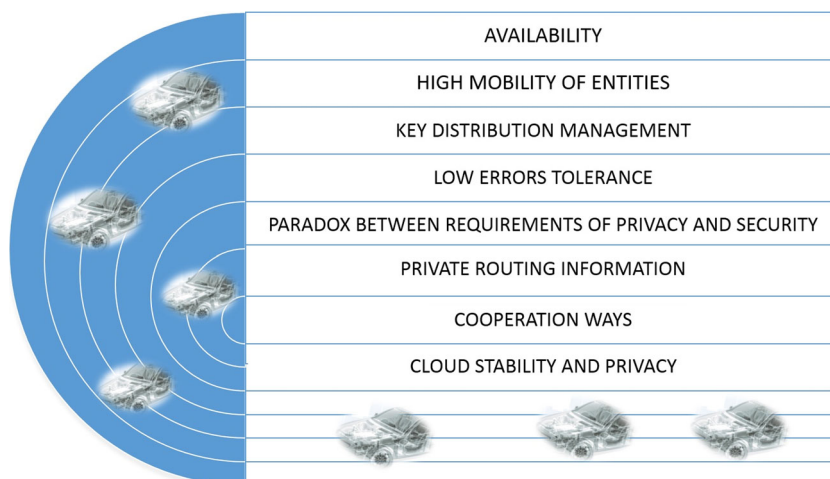 AVAILABILITY
HIGH MOBILITY OF ENTITIES
KEY DISTRIBUTION MANAGEMENT
LOW ERRORS TOLERANCE
PARADOX BETWEEN REQUIREMENTS OF PRIVACY AND SECURITY
PRIVATE ROUTING INFORMATION
COOPERATION WAYS
CLOUD STABILITY AND PRIVACY